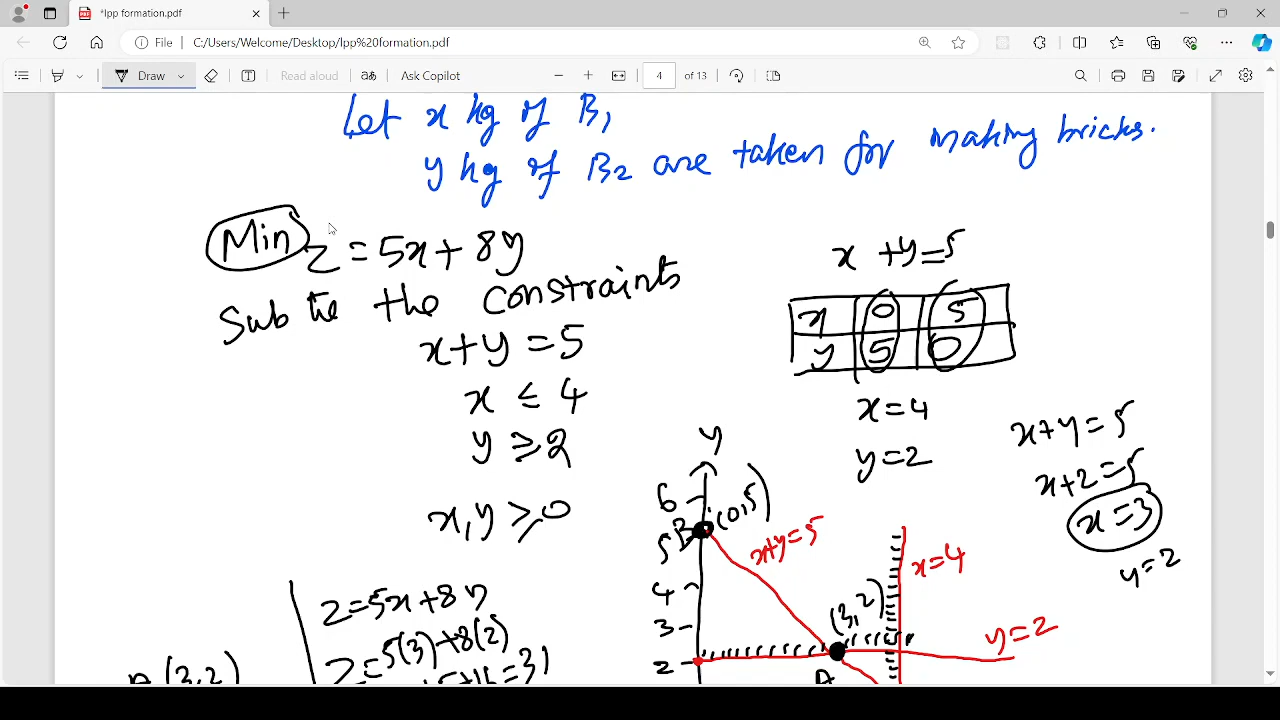 *lpp formation.pdf
File C:/Users/Welcome/Desktop/lpp%20formation.pdf
Draw Read aloud Ask Copilot 4 of 13
Let x kg of B1
y kg of B2 are taken for making bricks.
Min Z = 5x + 8y
Sub to the constraints
x + y = 5
x ≤ 4
y ≥ 2
x, y ≥ 0
x + y = 5
x 0 5
y 5 0
x = 4
y = 2
x + y = 5
x + 2 = 5
x = 3
y = 2
y
6
5 B (0,5)
4
3
2
x+y=5
x=4
(3,2)
y=2
A
Z = 5x + 8y
Z = 5(3) + 8(2)
15+16=31
A (3,2)